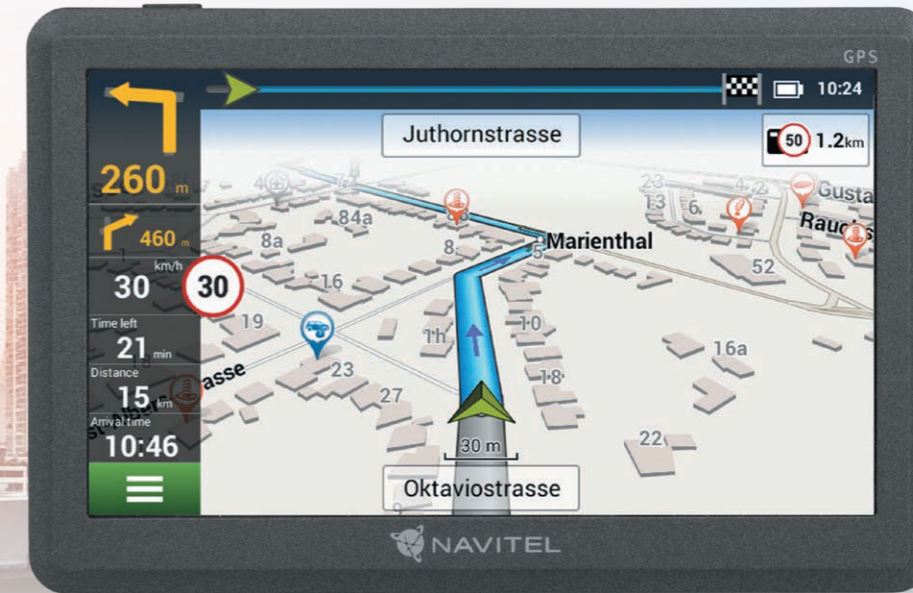 GPS
10:24
Juthornstrasse
50 1.2km
260 m
460 m
km/h
30
30
Time left
21 min
Distance
15 km
Arrival time
10:46
84a
8a
8
16
19
23
27
1h
5
10
18
16a
22
52
6
13
23
Marienthal
Gusta
asse
30 m
Oktaviostrasse
NAVITEL